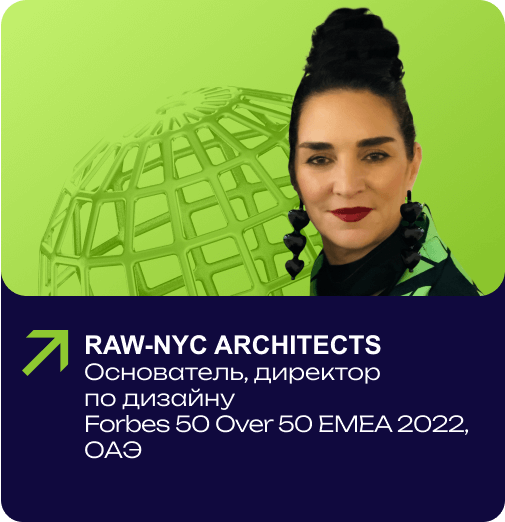 RAW-NYC ARCHITECTS
Основатель, директор
по дизайну
Forbes 50 Over 50 EMEA 2022,
ОАЭ